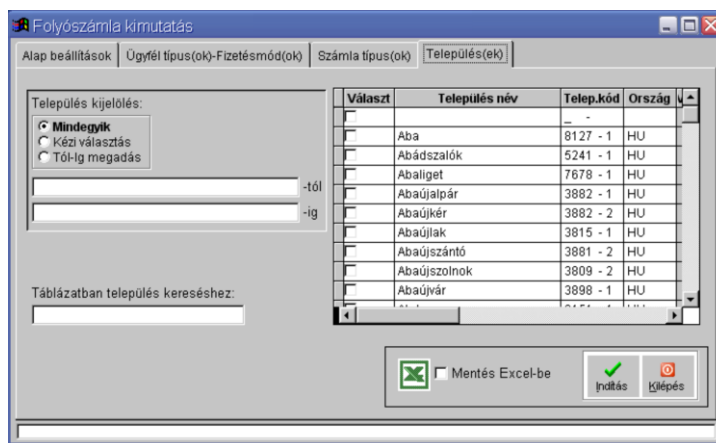 Folyószámla kimutatás
Alap beállítások Ügyfél típus(ok)-Fizetésmód(ok) Számla típus(ok) Település(ek)
Település kijelölés:
Mindegyik
Kézi választás
Tól-Ig megadás
-tól
-ig
Táblázatban település kereséshez:
Választ Település név Telep.kód Ország
_ -
Aba 8127 - 1 HU
Abádszalók 5241 - 1 HU
Abaliget 7678 - 1 HU
Abaújalpár 3882 - 1 HU
Abaújkér 3882 - 2 HU
Abaújlak 3815 - 1 HU
Abaújszántó 3881 - 2 HU
Abaújszolnok 3809 - 2 HU
Abaújvár 3898 - 1 HU
Mentés Excel-be
Indítás
Kilépés